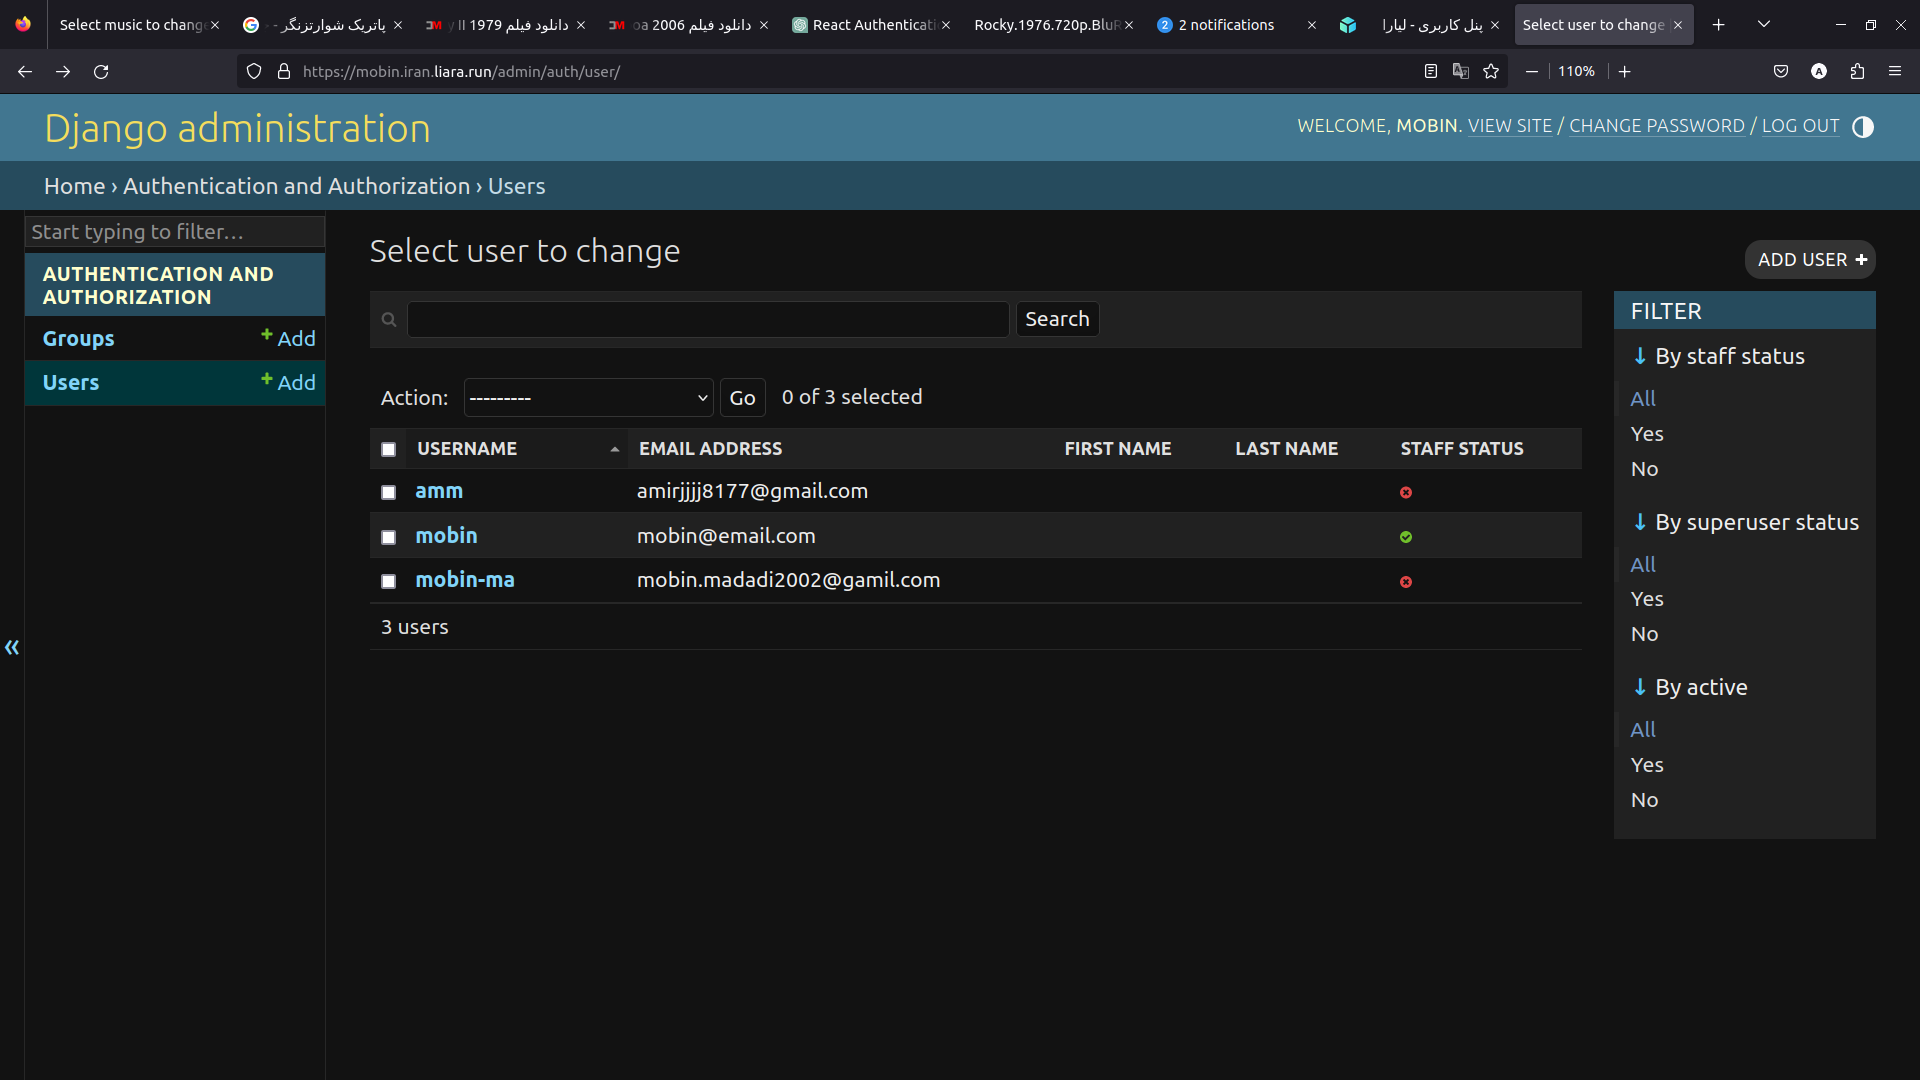 Select music to change
پاتریک شوارتزنگر -
دانلود فیلم 1979 II
دانلود فیلم 2006
React Authenticati
Rocky.1976.720p.BluR
2 2 notifications
پنل کاربری - لیارا
Select user to change
https://mobin.iran.liara.run/admin/auth/user/
110%
A
Django administration
WELCOME, MOBIN. VIEW SITE / CHANGE PASSWORD / LOG OUT
Home › Authentication and Authorization › Users
Start typing to filter…
AUTHENTICATION AND
AUTHORIZATION
Groups
Add
Users
Add
Select user to change
ADD USER
Search
Action: --------- Go 0 of 3 selected
USERNAME EMAIL ADDRESS FIRST NAME LAST NAME STAFF STATUS
amm amirjjjj8177@gmail.com
mobin mobin@email.com
mobin-ma mobin.madadi2002@gamil.com
3 users
FILTER
By staff status
All
Yes
No
By superuser status
All
Yes
No
By active
All
Yes
No